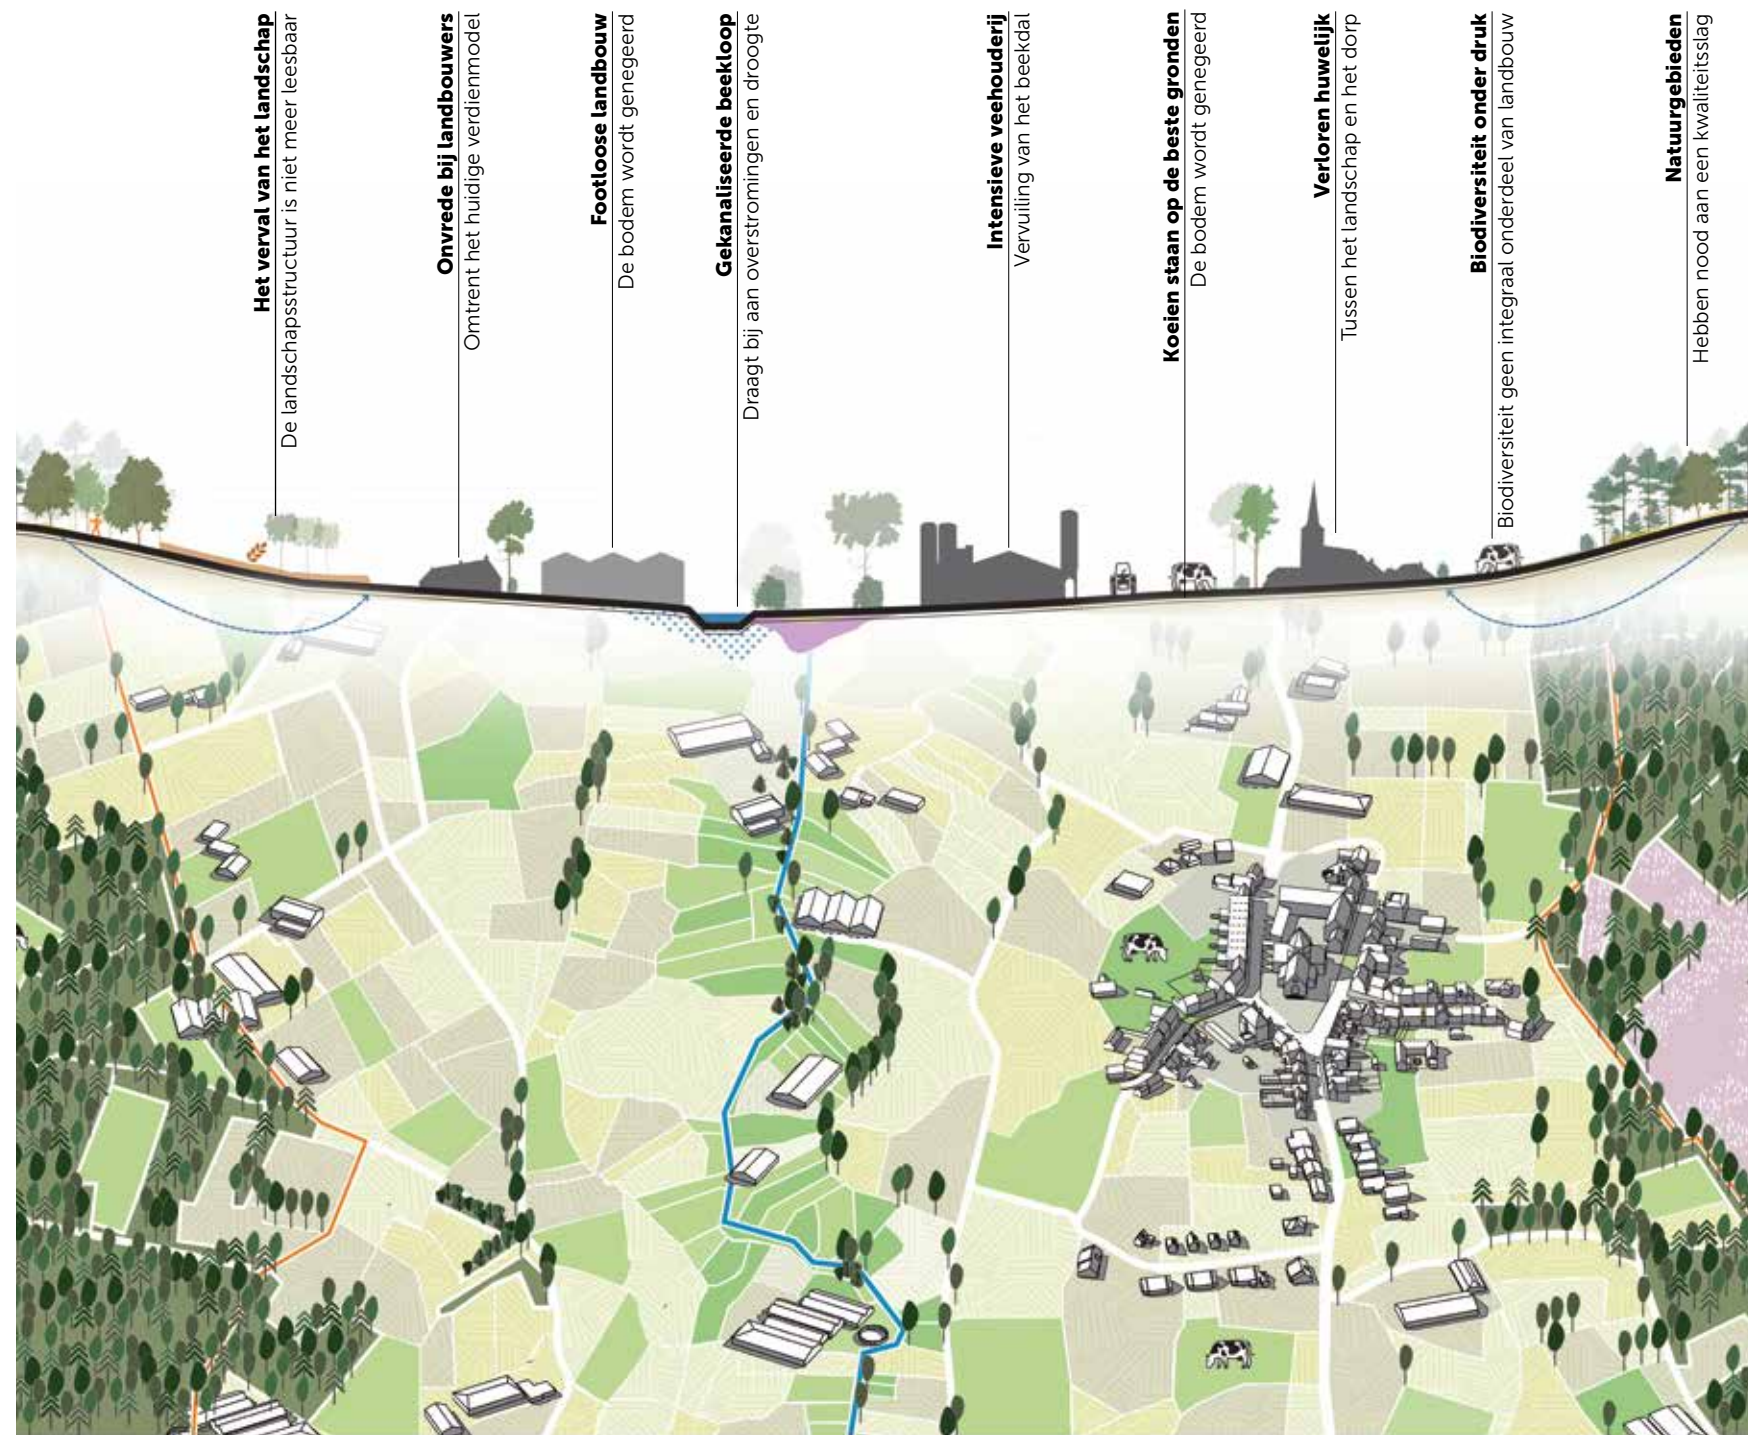 Het verval van het landschap
De landschapsstructuur is niet meer leesbaar
Onvrede bij landbouwers
Omtrent het huidige verdienmodel
Footloose landbouw
De bodem wordt genegeerd
Gekanaliseerde beekloop
Draagt bij aan overstromingen en droogte
Intensieve veehouderij
Vervuiling van het beekdal
Koeien staan op de beste gronden
De bodem wordt genegeerd
Verloren huwelijk
Tussen het landschap en het dorp
Biodiversiteit onder druk
Biodiversiteit geen integraal onderdeel van landbouw
Natuurgebieden
Hebben nood aan een kwaliteitsslag